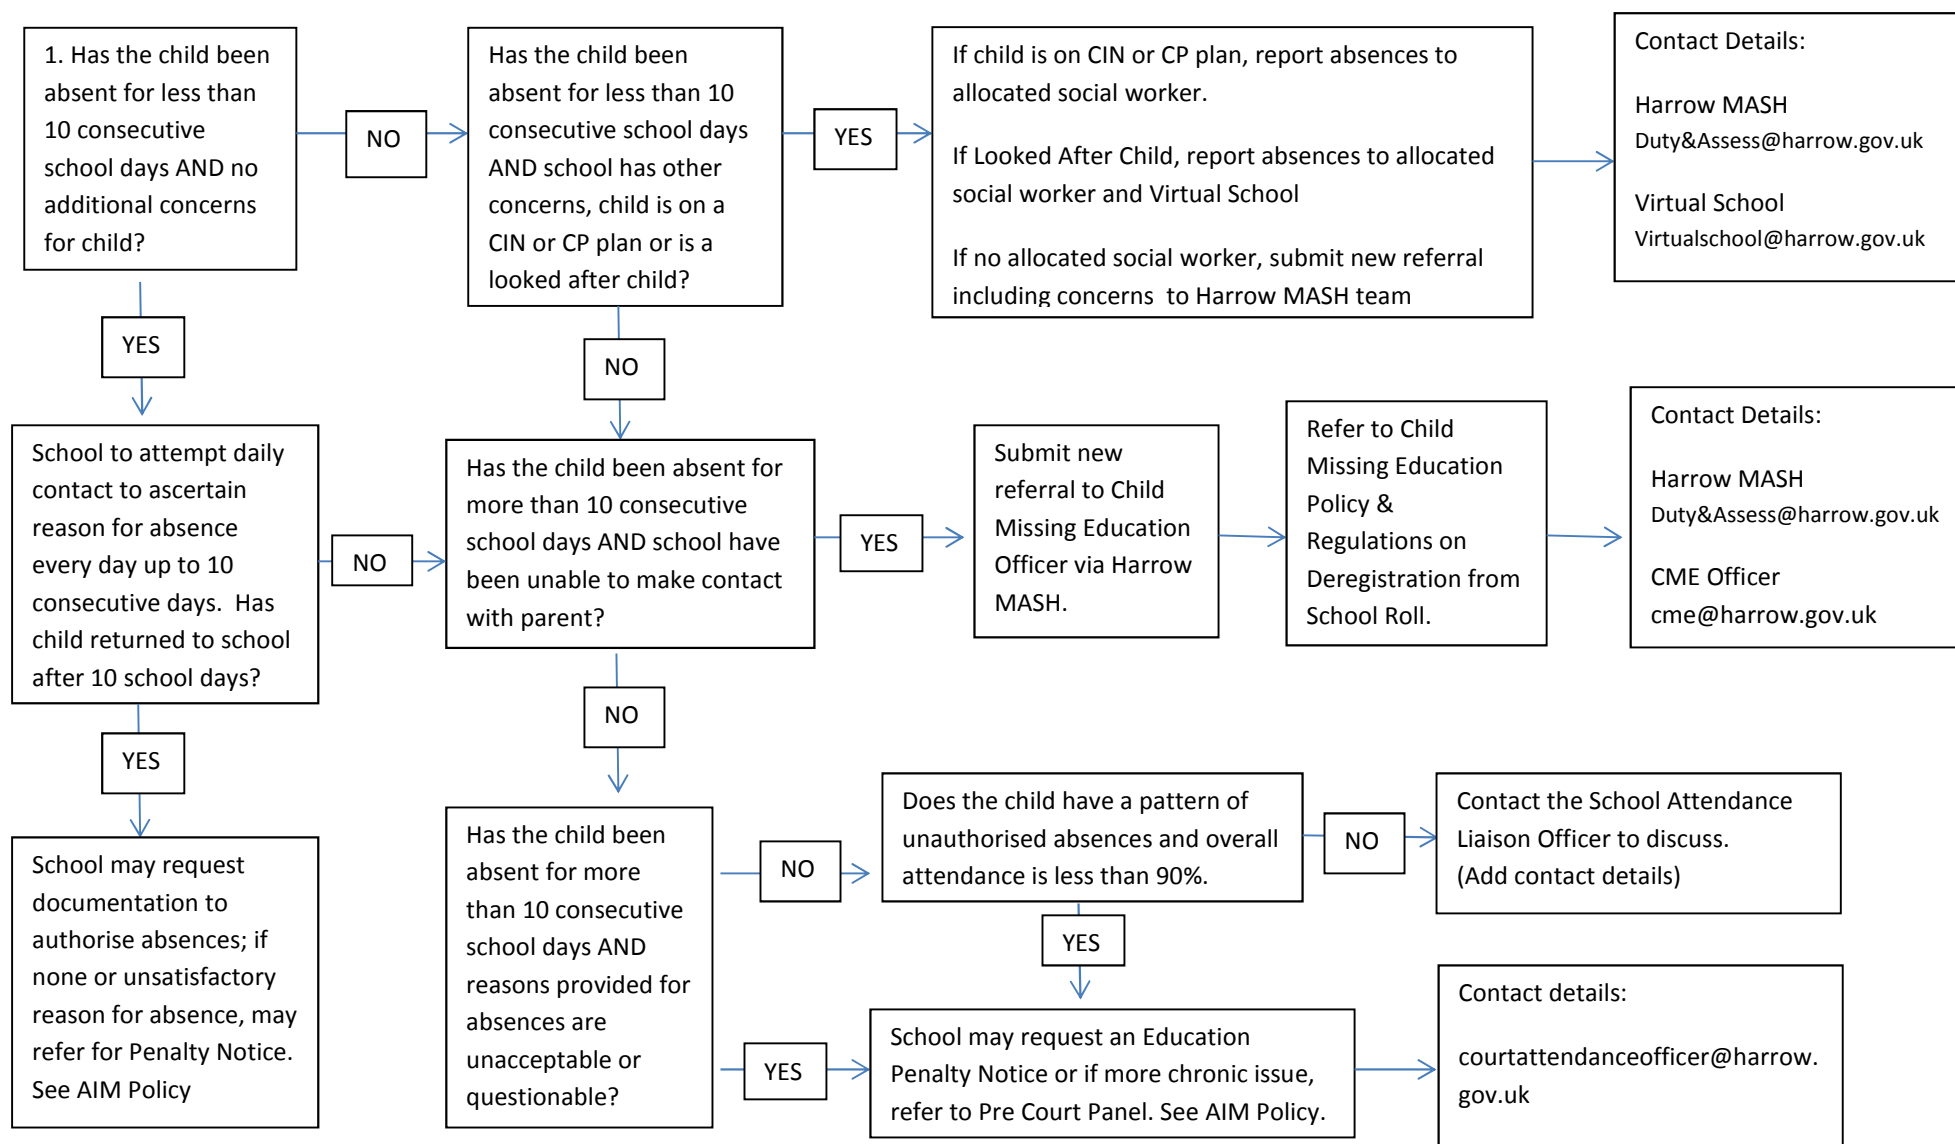 1. Has the child been
absent for less than
10 consecutive
school days AND no
additional concerns
for child?
NO
Has the child been
absent for less than 10
consecutive school days
AND school has other
concerns, child is on a
CIN or CP plan or is a
looked after child?
YES
If child is on CIN or CP plan, report absences to
allocated social worker.
If Looked After Child, report absences to allocated
social worker and Virtual School
If no allocated social worker, submit new referral
including concerns  to Harrow MASH team
Contact Details:
Harrow MASH
Duty&Assess@harrow.gov.uk
Virtual School
Virtualschool@harrow.gov.uk
YES
NO
School to attempt daily
contact to ascertain
reason for absence
every day up to 10
consecutive days.  Has
child returned to school
after 10 school days?
NO
Has the child been absent for
more than 10 consecutive
school days AND school have
been unable to make contact
with parent?
YES
Submit new
referral to Child
Missing Education
Officer via Harrow
MASH.
Refer to Child
Missing Education
Policy &
Regulations on
Deregistration from
School Roll.
Contact Details:
Harrow MASH
Duty&Assess@harrow.gov.uk
CME Officer
cme@harrow.gov.uk
YES
NO
School may request
documentation to
authorise absences; if
none or unsatisfactory
reason for absence, may
refer for Penalty Notice.
See AIM Policy
Has the child been
absent for more
than 10 consecutive
school days AND
reasons provided for
absences are
unacceptable or
questionable?
NO
Does the child have a pattern of
unauthorised absences and overall
attendance is less than 90%.
NO
Contact the School Attendance
Liaison Officer to discuss.
(Add contact details)
YES
YES
School may request an Education
Penalty Notice or if more chronic issue,
refer to Pre Court Panel. See AIM Policy.
Contact details:
courtattendanceofficer@harrow.
gov.uk